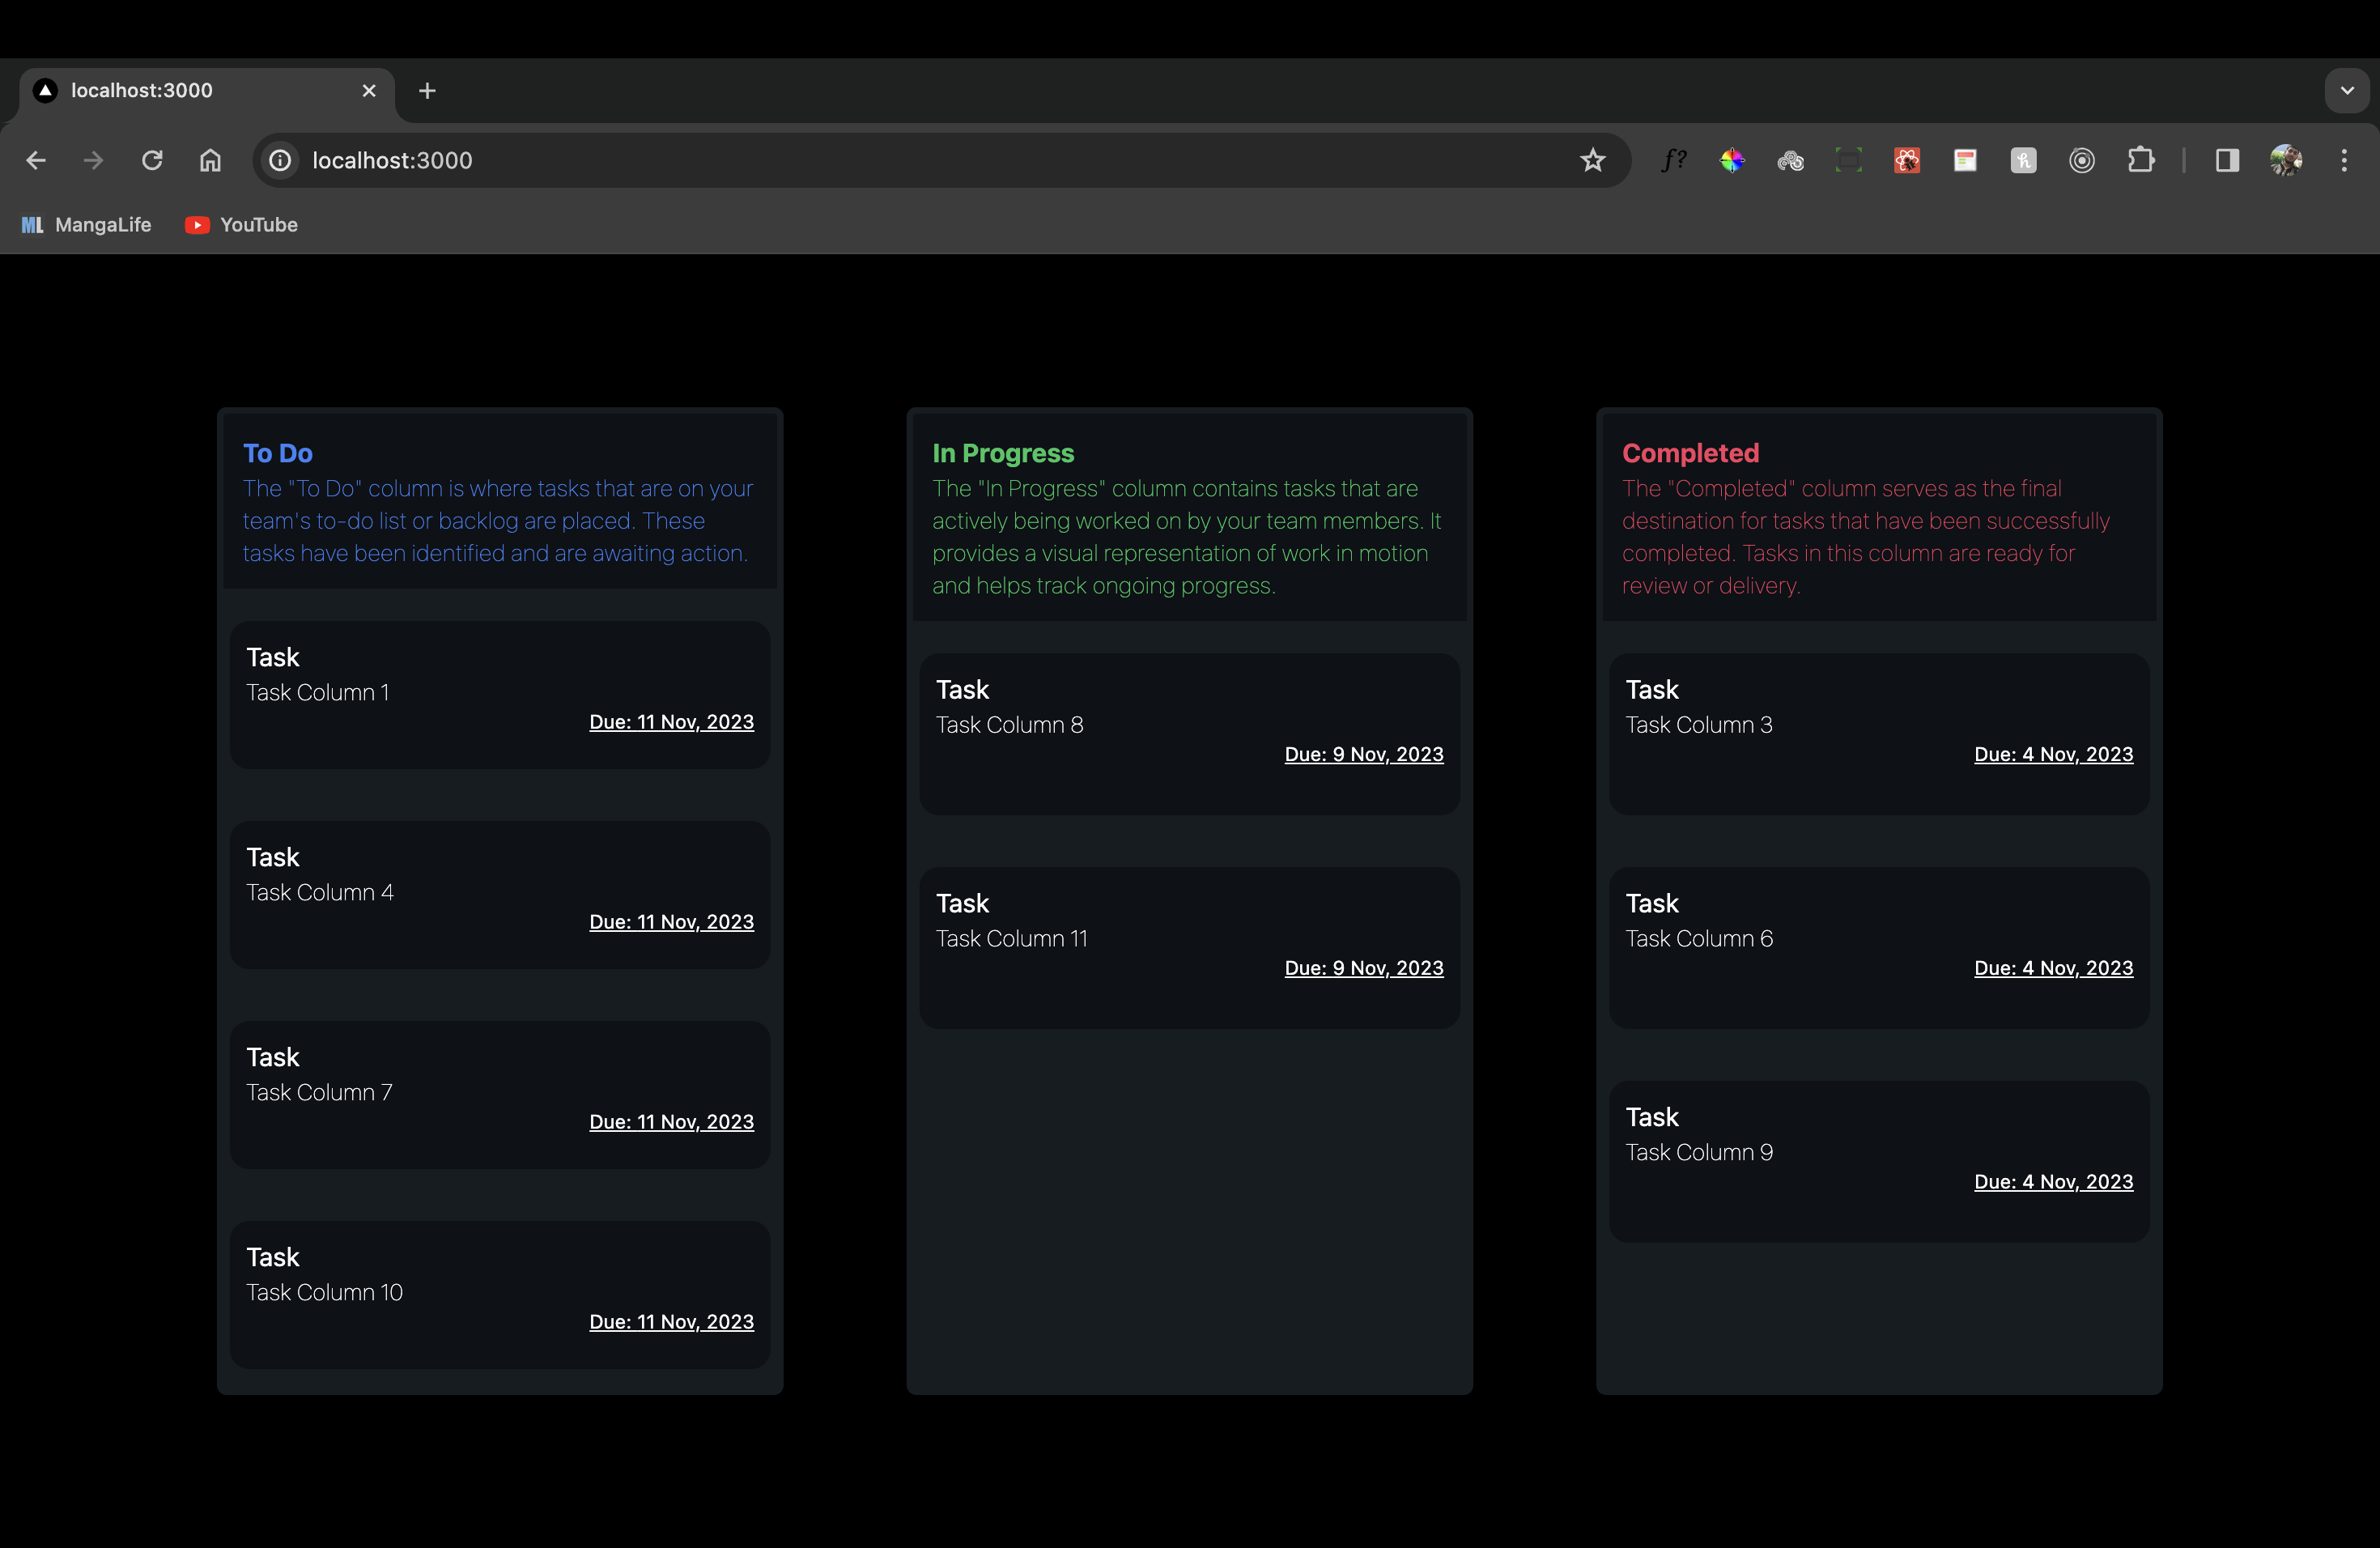 localhost:3000
localhost:3000
f?
ML MangaLife YouTube
To Do
The "To Do" column is where tasks that are on your
team's to-do list or backlog are placed. These
tasks have been identified and are awaiting action.
Task
Task Column 1
Due: 11 Nov, 2023
Task
Task Column 4
Due: 11 Nov, 2023
Task
Task Column 7
Due: 11 Nov, 2023
Task
Task Column 10
Due: 11 Nov, 2023
In Progress
The "In Progress" column contains tasks that are
actively being worked on by your team members. It
provides a visual representation of work in motion
and helps track ongoing progress.
Task
Task Column 8
Due: 9 Nov, 2023
Task
Task Column 11
Due: 9 Nov, 2023
Completed
The "Completed" column serves as the final
destination for tasks that have been successfully
completed. Tasks in this column are ready for
review or delivery.
Task
Task Column 3
Due: 4 Nov, 2023
Task
Task Column 6
Due: 4 Nov, 2023
Task
Task Column 9
Due: 4 Nov, 2023